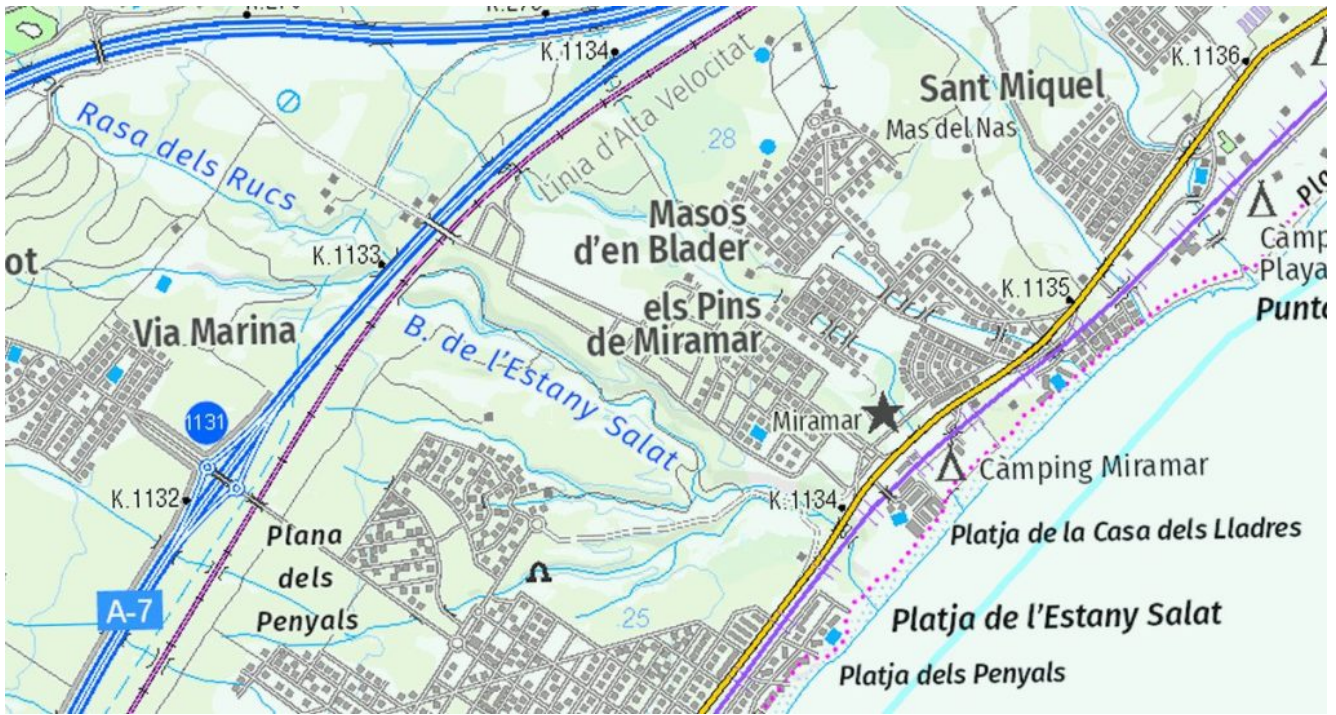 K.1134
K.1136
Sant Miquel
Mas del Nas
Rasa dels Rucs
Línia d'Alta Velocitat
28
Masos
d'en Blader
K.1133
K.1135
Camp
Playa
Punta
ot
Via Marina
els Pins
de Miramar
B. de l'Estany Salat
1131
Miramar
Càmping Miramar
K.1132
K.1134
Platja de la Casa dels Lladres
Plana
dels
Penyals
A-7
25
Platja de l'Estany Salat
Platja dels Penyals